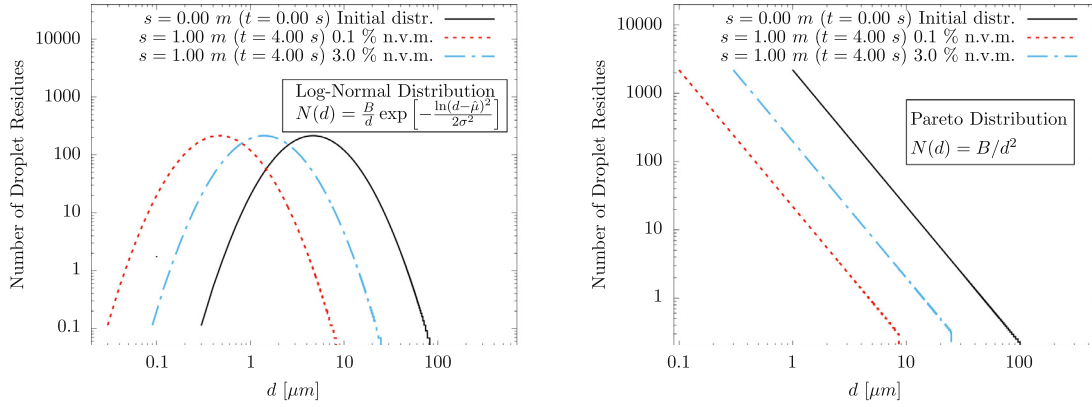 s = 0.00 m (t = 0.00 s) Initial distr.
s = 1.00 m (t = 4.00 s) 0.1 % n.v.m.
s = 1.00 m (t = 4.00 s) 3.0 % n.v.m.
Log-Normal Distribution
N(d) = B/d exp [−ln(d−μ̂)²/2σ²]
Number of Droplet Residues
10000
1000
100
10
1
0.1
0.1
1
10
100
d [μm]
s = 0.00 m (t = 0.00 s) Initial distr.
s = 1.00 m (t = 4.00 s) 0.1 % n.v.m.
s = 1.00 m (t = 4.00 s) 3.0 % n.v.m.
Pareto Distribution
N(d) = B/d²
Number of Droplet Residues
10000
1000
100
10
1
0.1
1
10
100
d [μm]